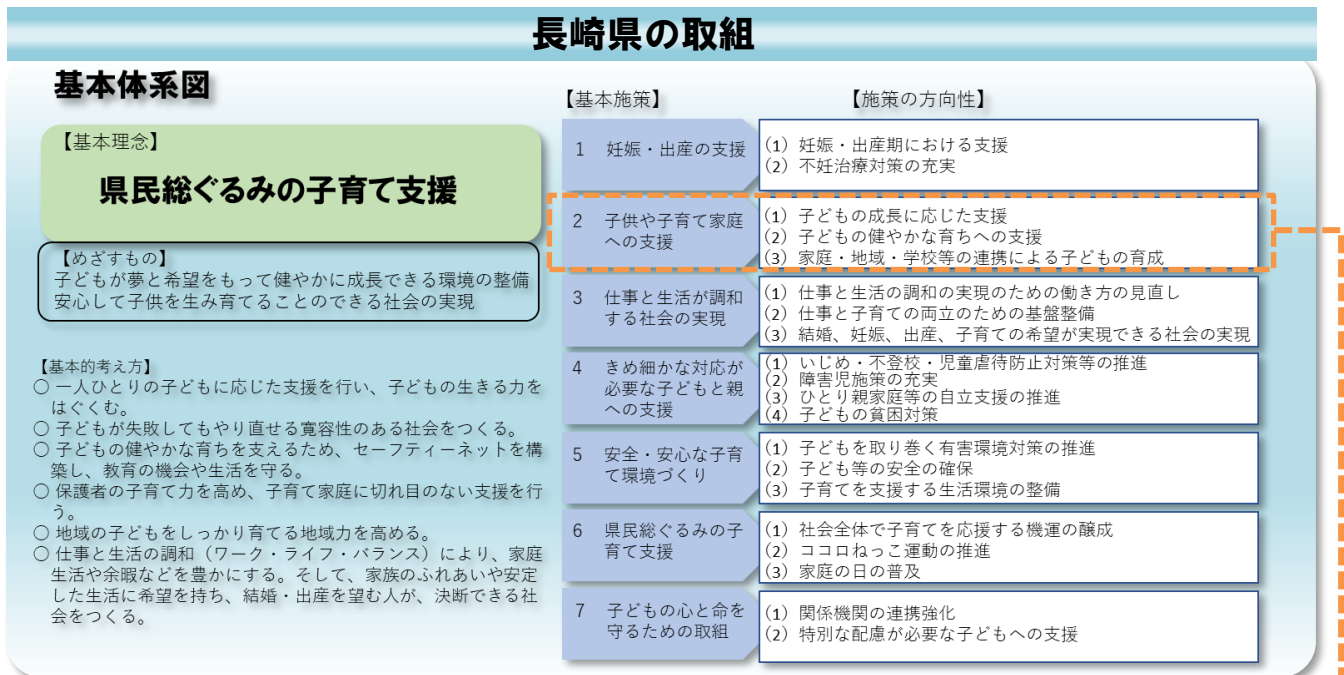 長崎県の取組
基本体系図
【基本理念】
県民総ぐるみの子育て支援
【めざすもの】
子どもが夢と希望をもって健やかに成長できる環境の整備
安心して子供を生み育てることのできる社会の実現
【基本的考え方】
○ 一人ひとりの子どもに応じた支援を行い、子どもの生きる力を
はぐくむ。
○ 子どもが失敗してもやり直せる寛容性のある社会をつくる。
○ 子どもの健やかな育ちを支えるため、セーフティーネットを構
築し、教育の機会や生活を守る。
○ 保護者の子育て力を高め、子育て家庭に切れ目のない支援を行
う。
○ 地域の子どもをしっかり育てる地域力を高める。
○ 仕事と生活の調和（ワーク・ライフ・バランス）により、家庭
生活や余暇などを豊かにする。そして、家族のふれあいや安定
した生活に希望を持ち、結婚・出産を望む人が、決断できる社
会をつくる。
【基本施策】
【施策の方向性】
1 妊娠・出産の支援
（1）妊娠・出産期における支援
（2）不妊治療対策の充実
2 子供や子育て家庭
への支援
（1）子どもの成長に応じた支援
（2）子どもの健やかな育ちへの支援
（3）家庭・地域・学校等の連携による子どもの育成
3 仕事と生活が調和
する社会の実現
（1）仕事と生活の調和の実現のための働き方の見直し
（2）仕事と子育ての両立のための基盤整備
（3）結婚、妊娠、出産、子育ての希望が実現できる社会の実現
4 きめ細かな対応が
必要な子どもと親
への支援
（1）いじめ・不登校・児童虐待防止対策等の推進
（2）障害児施策の充実
（3）ひとり親家庭等の自立支援の推進
（4）子どもの貧困対策
5 安全・安心な子育
て環境づくり
（1）子どもを取り巻く有害環境対策の推進
（2）子ども等の安全の確保
（3）子育てを支援する生活環境の整備
6 県民総ぐるみの子
育て支援
（1）社会全体で子育てを応援する機運の醸成
（2）ココロねっこ運動の推進
（3）家庭の日の普及
7 子どもの心と命を
守るための取組
（1）関係機関の連携強化
（2）特別な配慮が必要な子どもへの支援